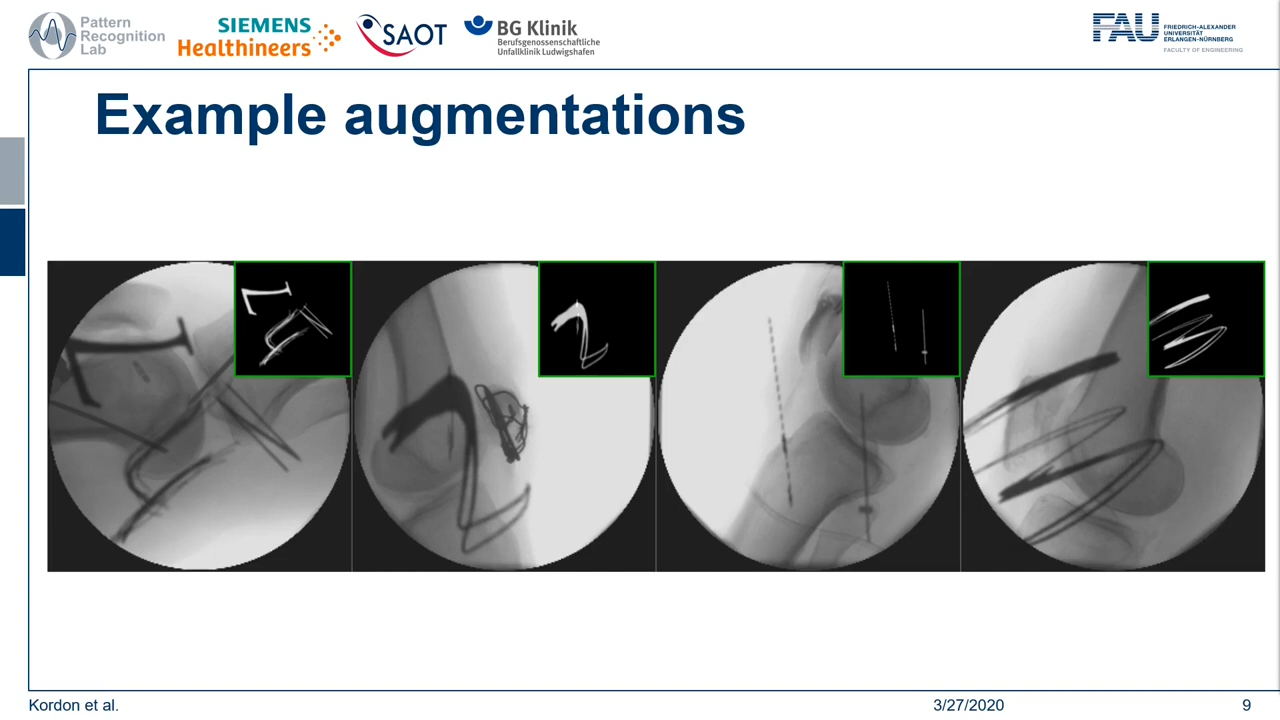 Pattern
Recognition
Lab
SIEMENS
Healthineers
SAOT
BG Klinik
Berufsgenossenschaftliche
Unfallklinik Ludwigshafen
FAU
FRIEDRICH-ALEXANDER
UNIVERSITÄT
ERLANGEN-NÜRNBERG
FACULTY OF ENGINEERING
Example augmentations
Kordon et al.
3/27/2020
9